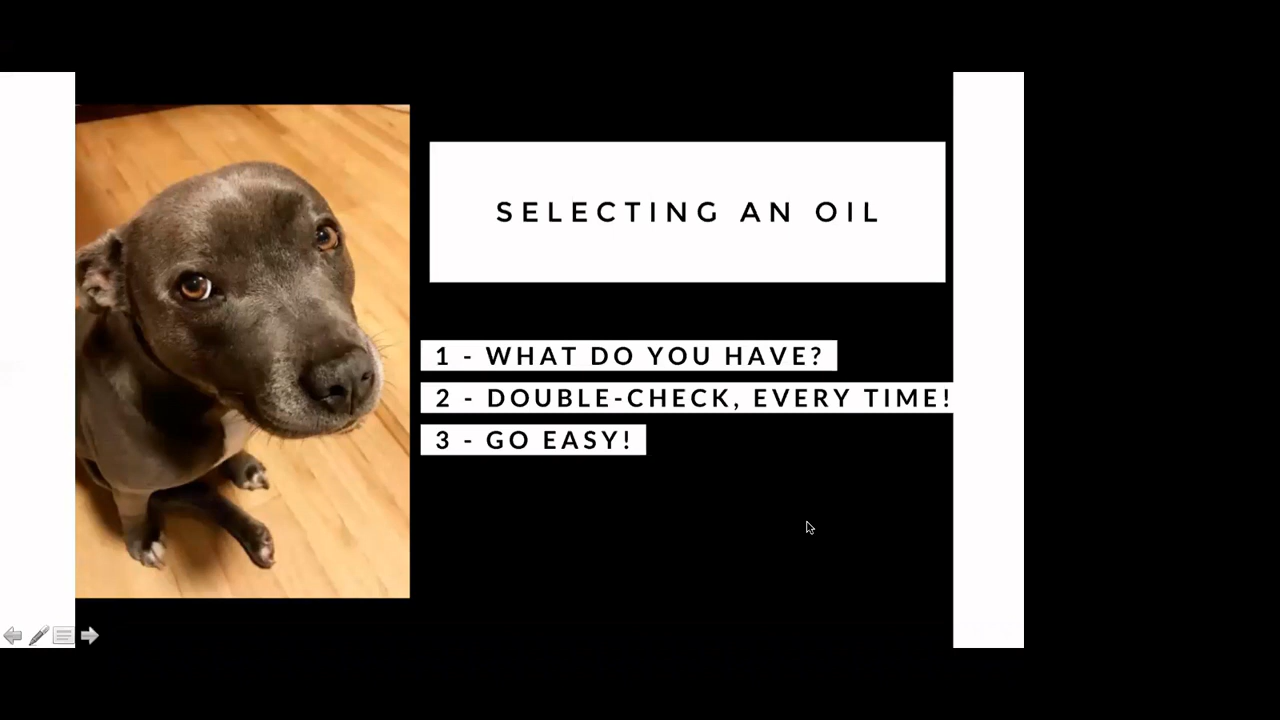 SELECTING AN OIL
1 - WHAT DO YOU HAVE?
2 - DOUBLE-CHECK, EVERY TIME!
3 - GO EASY!